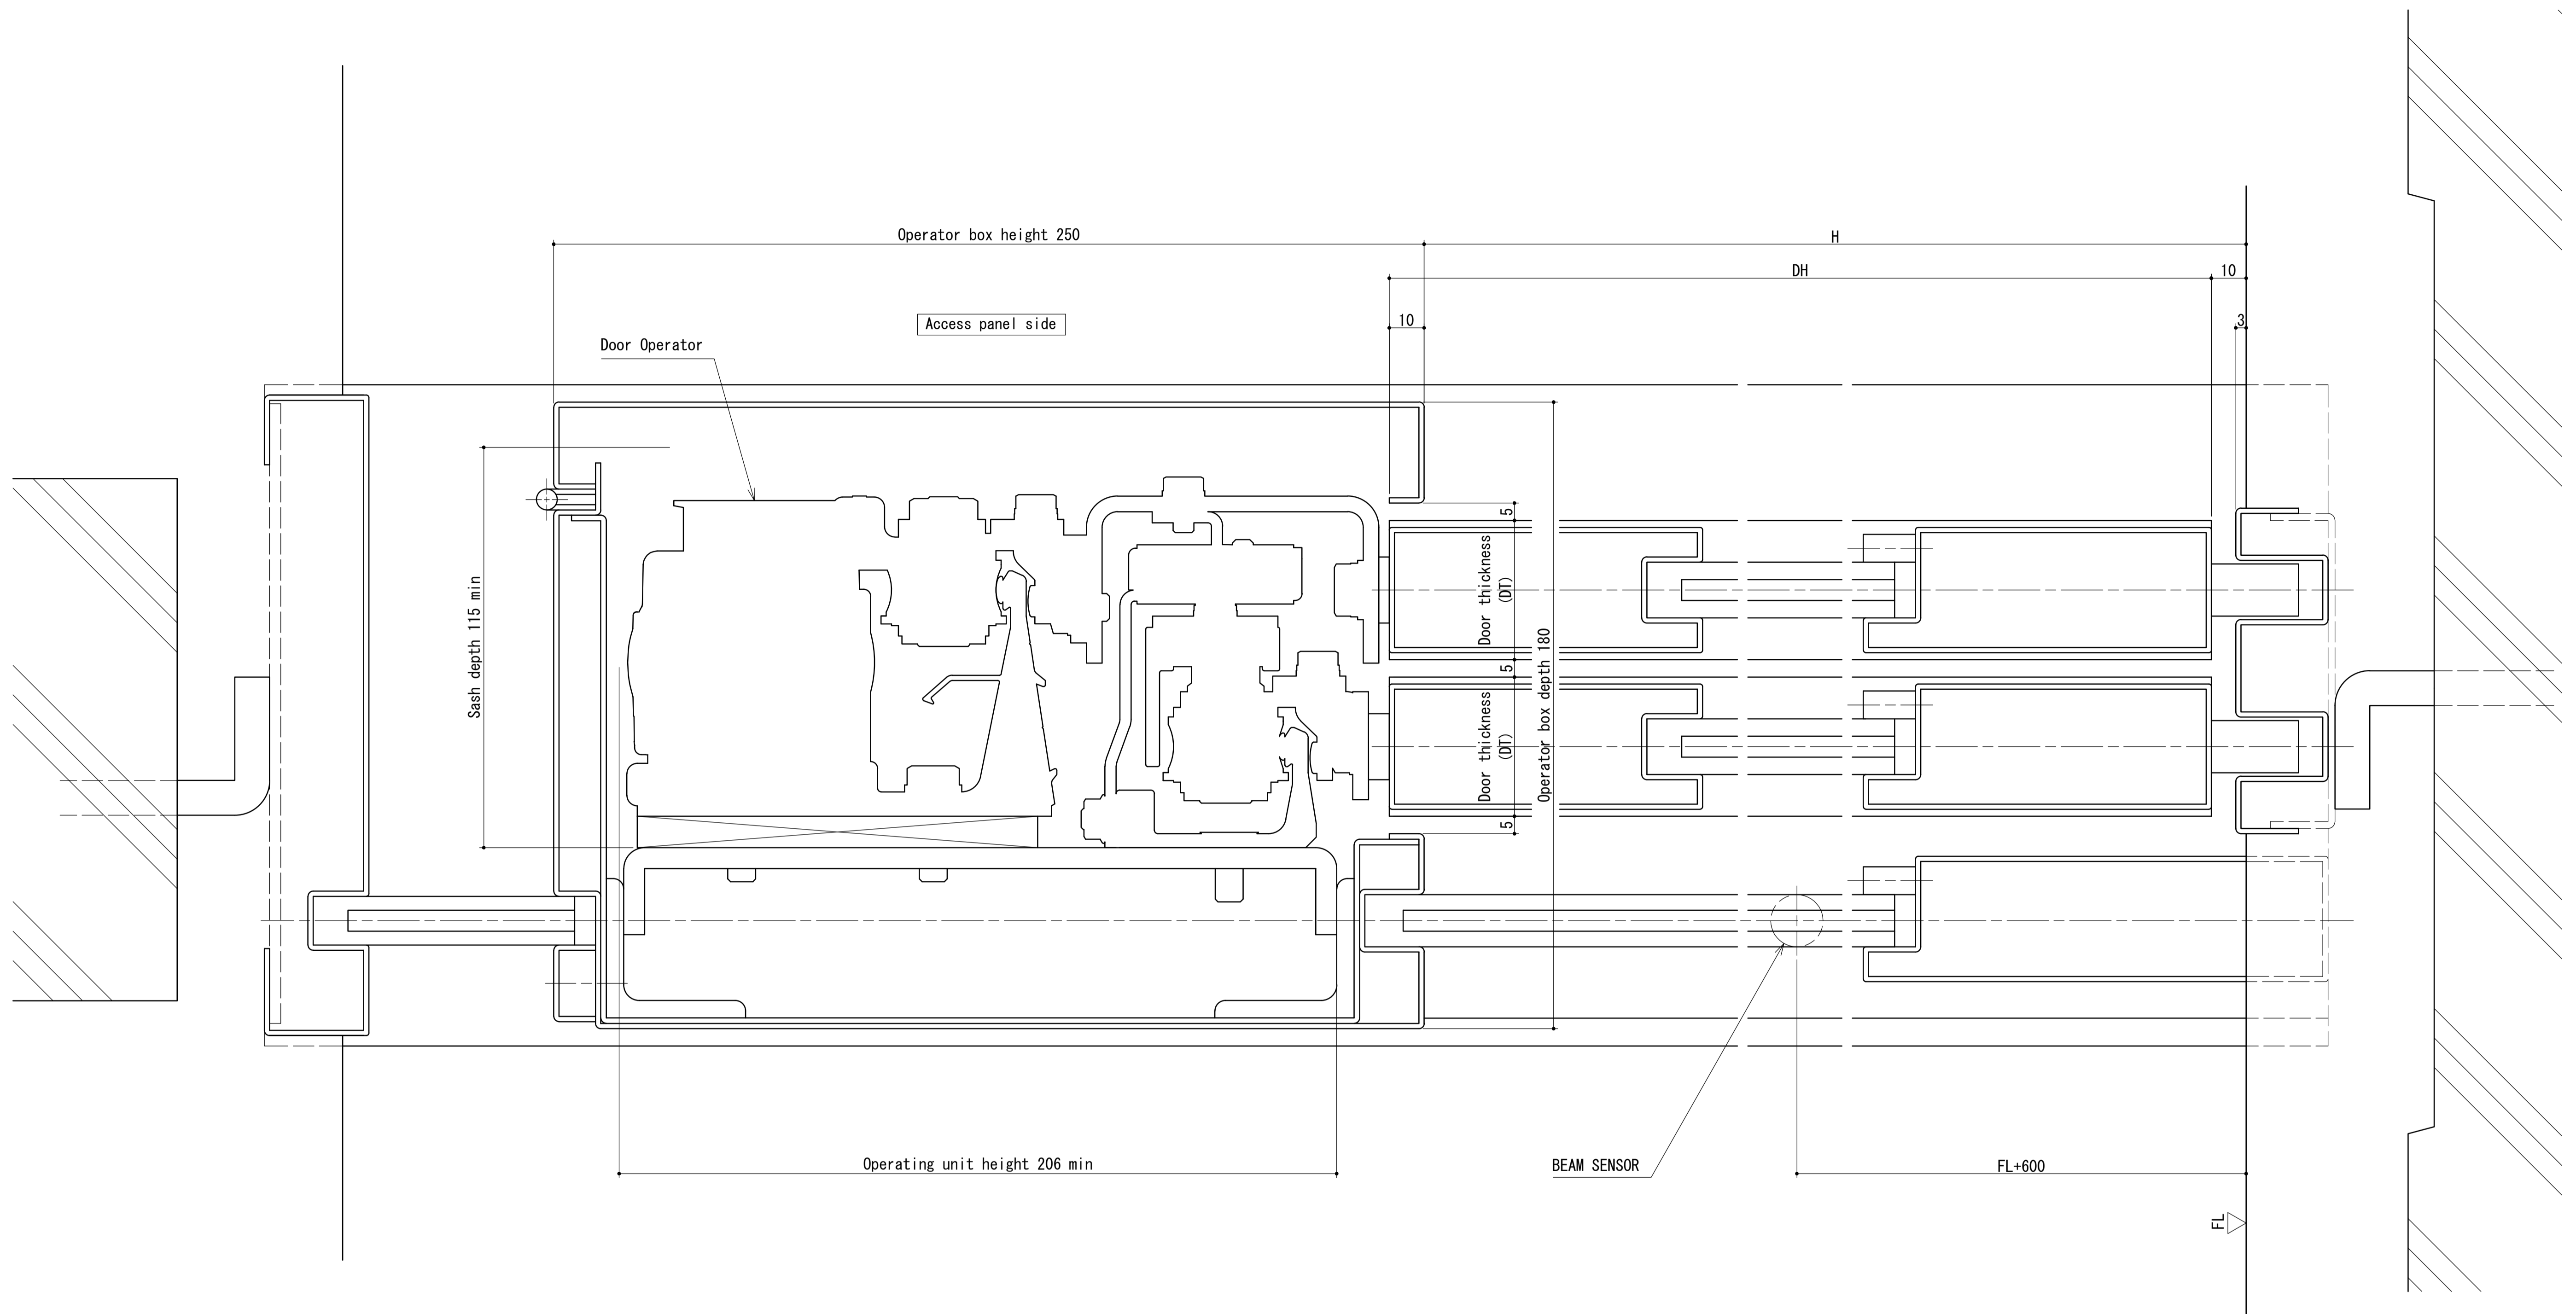 Operator box height 250
H
DH
10
10
3
Access panel side
Door Operator
Sash depth 115 min
5
Door thickness
(DT)
5
Door thickness
(DT)
5
Operator box depth 180
Operating unit height 206 min
BEAM SENSOR
FL+600
FL